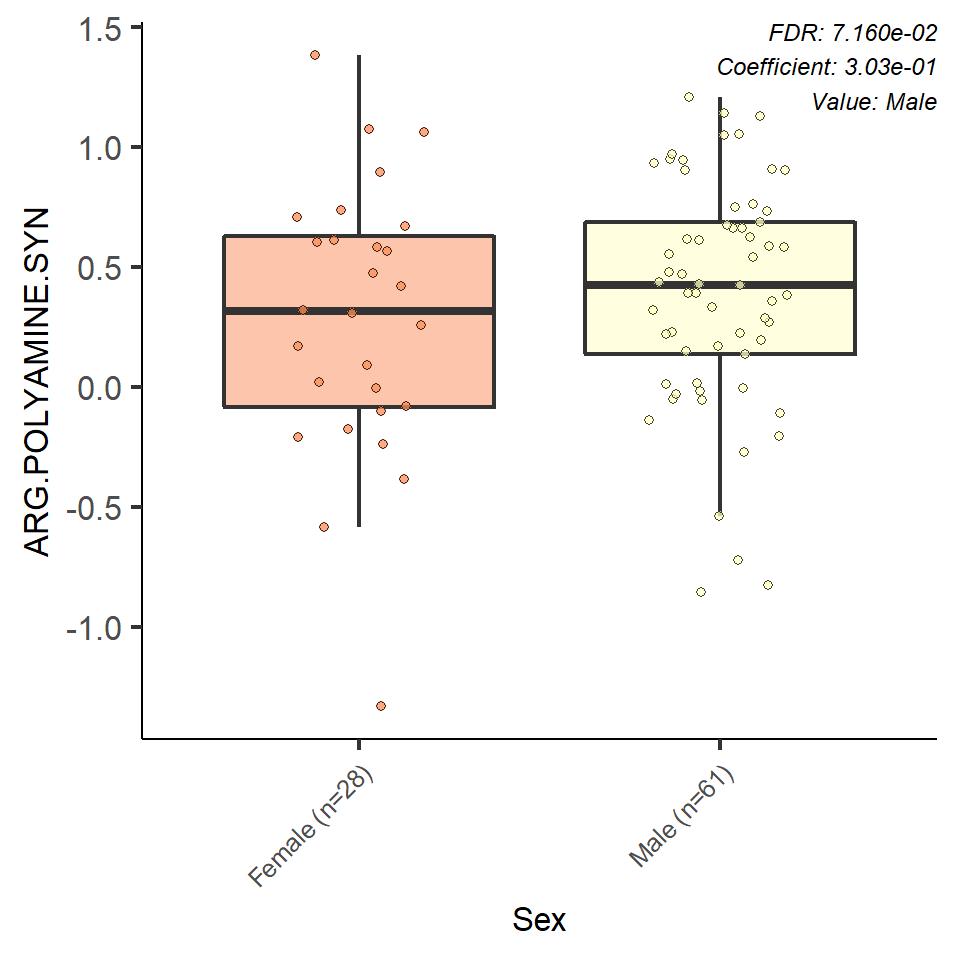 FDR: 7.160e-02
Coefficient: 3.03e-01
Value: Male
ARG.POLYAMINE.SYN
1.5
1.0
0.5
0.0
-0.5
-1.0
Female (n=28)
Male (n=61)
Sex